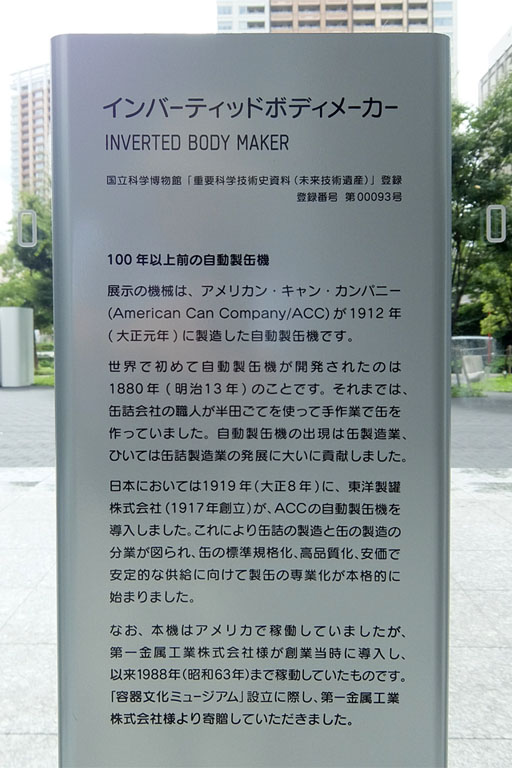 インバーティッドボディメーカー
INVERTED BODY MAKER
国立科学博物館「重要科学技術史資料（未来技術遺産）」登録
登録番号 第00093号
100年以上前の自動製缶機
展示の機械は、アメリカン・キャン・カンパニー
(American Can Company/ACC)が1912年
(大正元年)に製造した自動製缶機です。
世界で初めて自動製缶機が開発されたのは
1880年(明治13年)のことです。それまでは、
缶詰会社の職人が半田ごてを使って手作業で缶を
作っていました。自動製缶機の出現は缶製造業、
ひいては缶詰製造業の発展に大いに貢献しました。
日本においては1919年(大正8年)に、東洋製罐
株式会社(1917年創立)が、ACCの自動製缶機を
導入しました。これにより缶詰の製造と缶の製造の
分業が図られ、缶の標準規格化、高品質化、安価で
安定的な供給に向けて製缶の専業化が本格的に
始まりました。
なお、本機はアメリカで稼働していましたが、
第一金属工業株式会社様が創業当時に導入し、
以来1988年(昭和63年)まで稼働していたものです。
「容器文化ミュージアム」設立に際し、第一金属工業
株式会社様より寄贈していただきました。